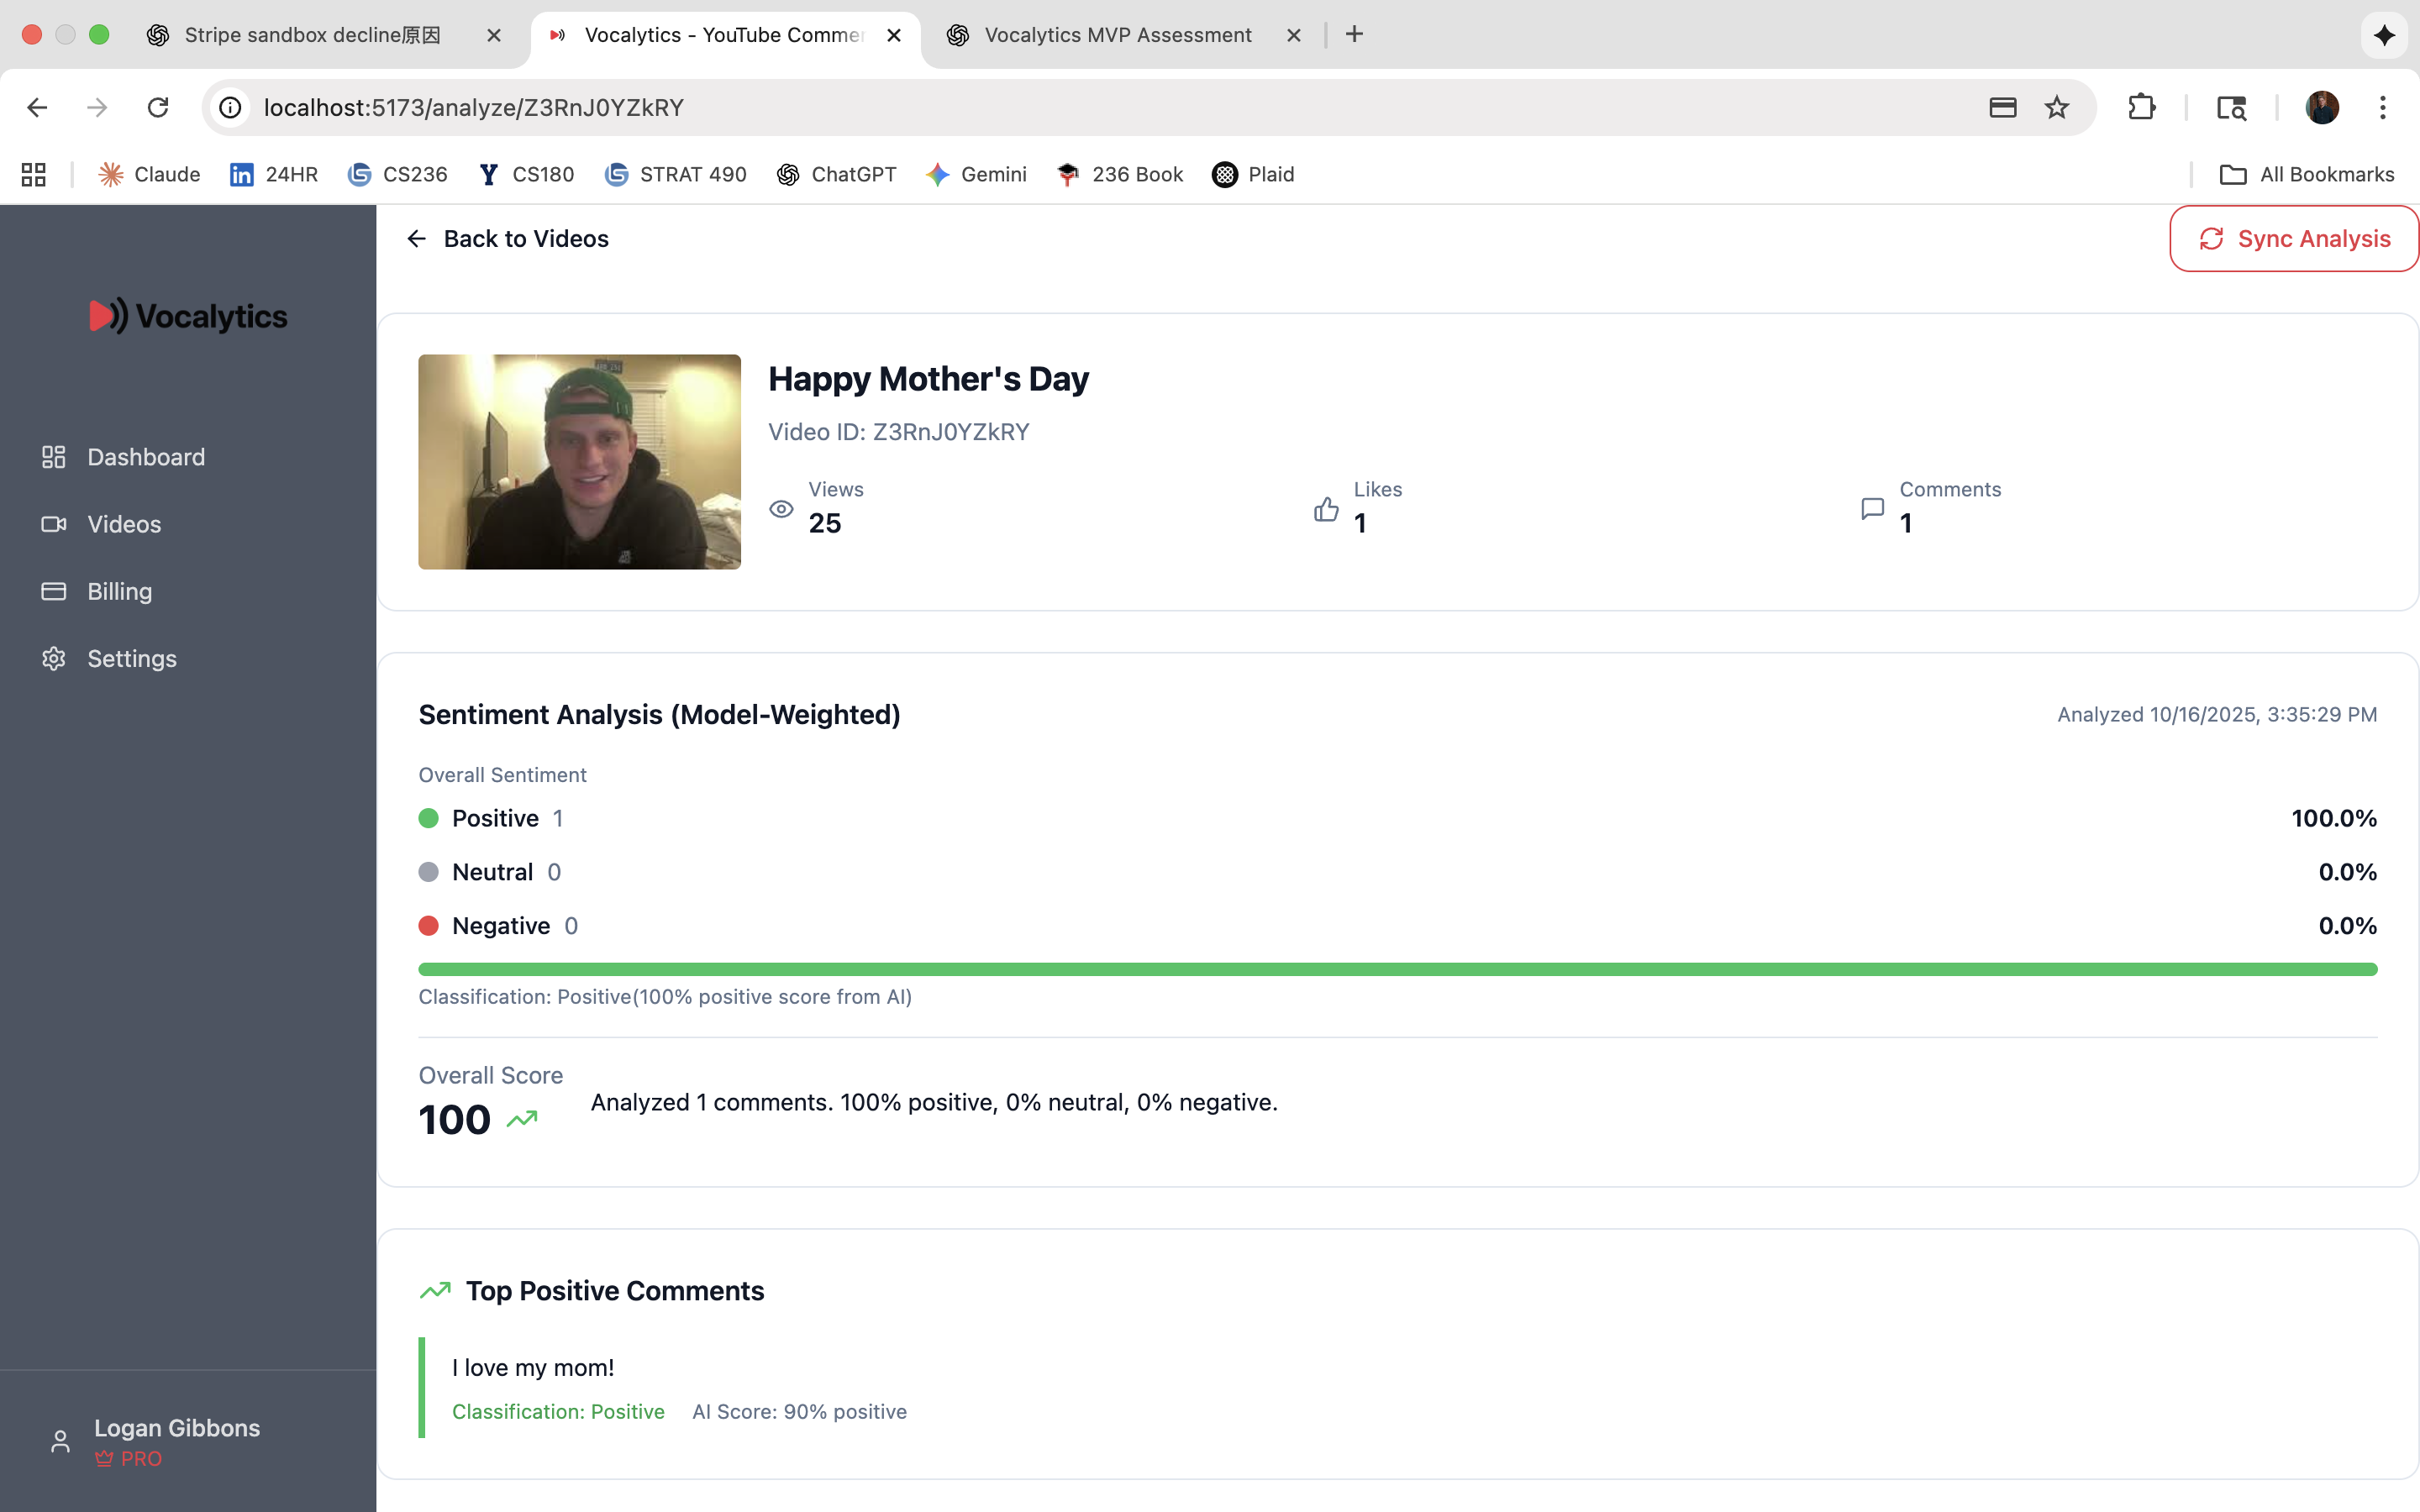 Stripe sandbox decline原因
Vocalytics - YouTube Commen
Vocalytics MVP Assessment
localhost:5173/analyze/Z3RnJ0YZkRY
Claude
24HR
CS236
CS180
STRAT 490
ChatGPT
Gemini
236 Book
Plaid
All Bookmarks
Back to Videos
Sync Analysis
Vocalytics
Dashboard
Videos
Billing
Settings
Logan Gibbons
PRO
Happy Mother's Day
Video ID: Z3RnJ0YZkRY
Views
25
Likes
1
Comments
1
Sentiment Analysis (Model-Weighted)
Analyzed 10/16/2025, 3:35:29 PM
Overall Sentiment
Positive 1 100.0%
Neutral 0 0.0%
Negative 0 0.0%
Classification: Positive(100% positive score from AI)
Overall Score
100
Analyzed 1 comments. 100% positive, 0% neutral, 0% negative.
Top Positive Comments
I love my mom!
Classification: Positive AI Score: 90% positive